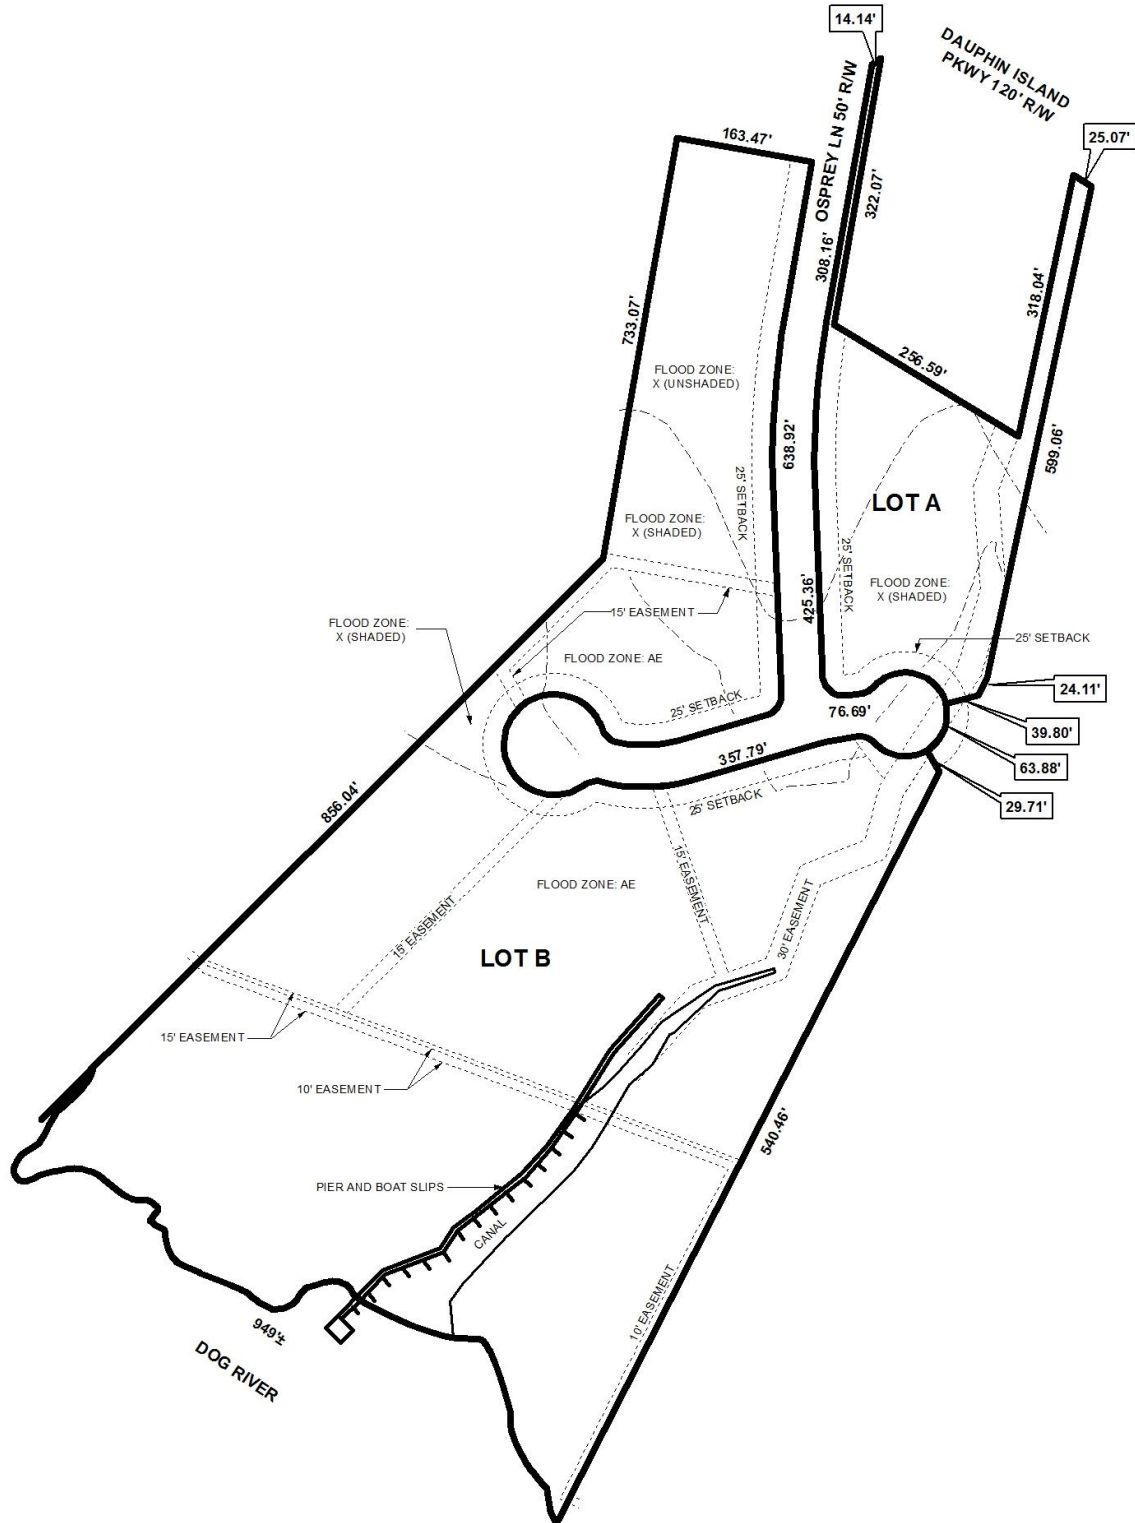 14.14'
DAUPHIN ISLAND
PKWY 120' R/W
25.07'
163.47'
OSPREY LN 50' R/W
322.07'
308.16'
318.04'
733.07'
256.59'
FLOOD ZONE:
X (UNSHADED)
638.92'
599.06'
25' SETBACK
LOT A
FLOOD ZONE:
X (SHADED)
25' SETBACK
FLOOD ZONE:
X (SHADED)
425.36'
15' EASEMENT
FLOOD ZONE:
X (SHADED)
25' SETBACK
FLOOD ZONE: AE
24.11'
25' SETBACK
76.69'
39.80'
357.79'
63.88'
856.04'
25' SETBACK
29.71'
15' EASEMENT
FLOOD ZONE: AE
30' EASEMENT
15' EASEMENT
LOT B
15' EASEMENT
10' EASEMENT
540.46'
PIER AND BOAT SLIPS
CANAL
10' EASEMENT
949'±
DOG RIVER